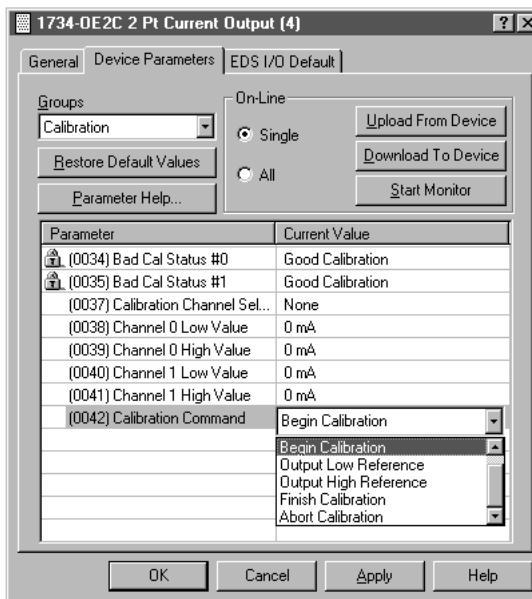 1734-OE2C 2 Pt Current Output (4)
General Device Parameters EDS I/O Default
Groups
Calibration
Restore Default Values
Parameter Help...
On-Line
Single
All
Upload From Device
Download To Device
Start Monitor
Parameter Current Value
(0034) Bad Cal Status #0 Good Calibration
(0035) Bad Cal Status #1 Good Calibration
(0037) Calibration Channel Sel... None
(0038) Channel 0 Low Value 0 mA
(0039) Channel 0 High Value 0 mA
(0040) Channel 1 Low Value 0 mA
(0041) Channel 1 High Value 0 mA
(0042) Calibration Command Begin Calibration
Begin Calibration
Output Low Reference
Output High Reference
Finish Calibration
Abort Calibration
OK Cancel Apply Help